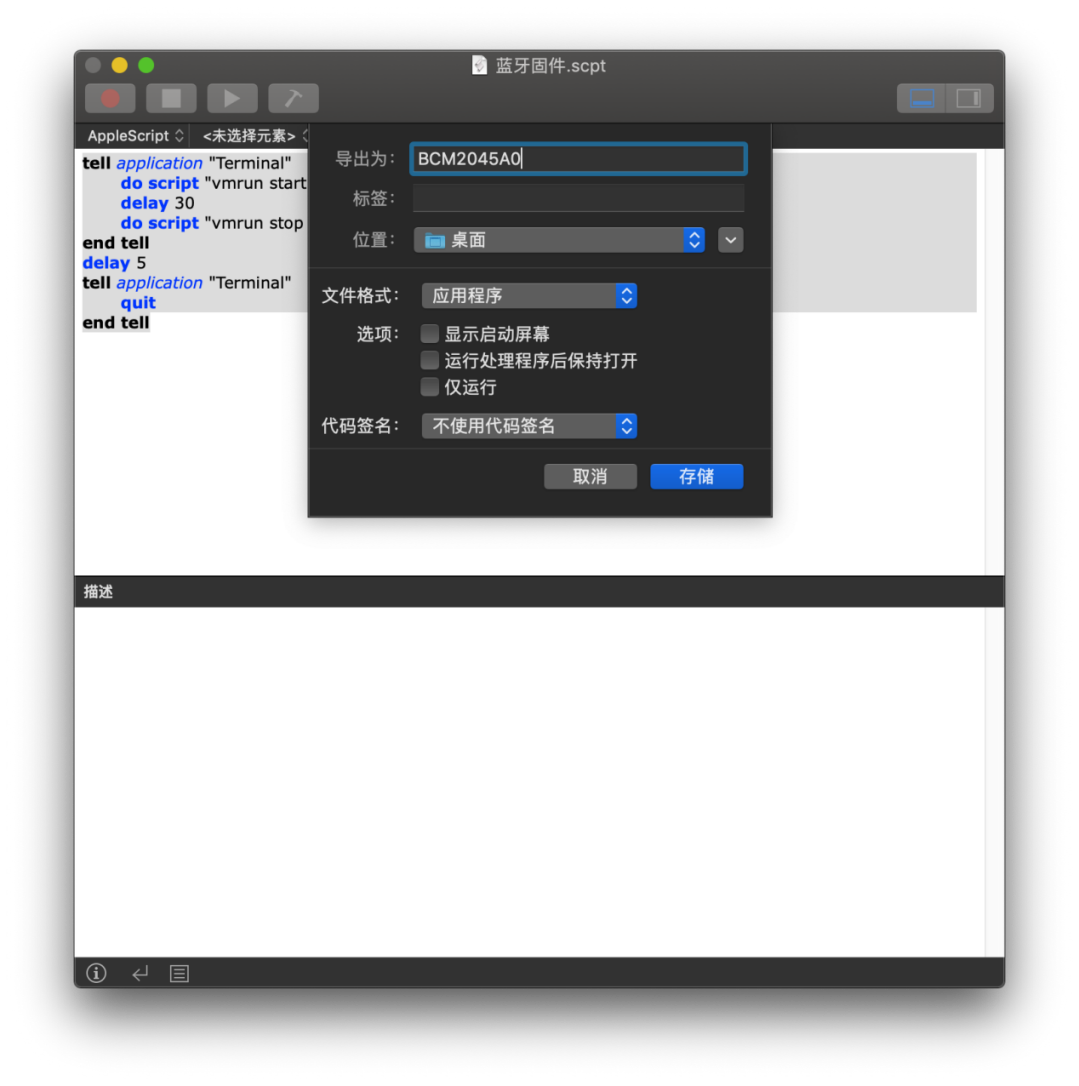 蓝牙固件.scpt
AppleScript <未选择元素>
tell application "Terminal"
do script "vmrun start
delay 30
do script "vmrun stop
end tell
delay 5
tell application "Terminal"
quit
end tell
导出为: BCM2045A0
标签:
位置: 桌面
文件格式: 应用程序
选项: 显示启动屏幕
运行处理程序后保持打开
仅运行
代码签名: 不使用代码签名
取消 存储
描述